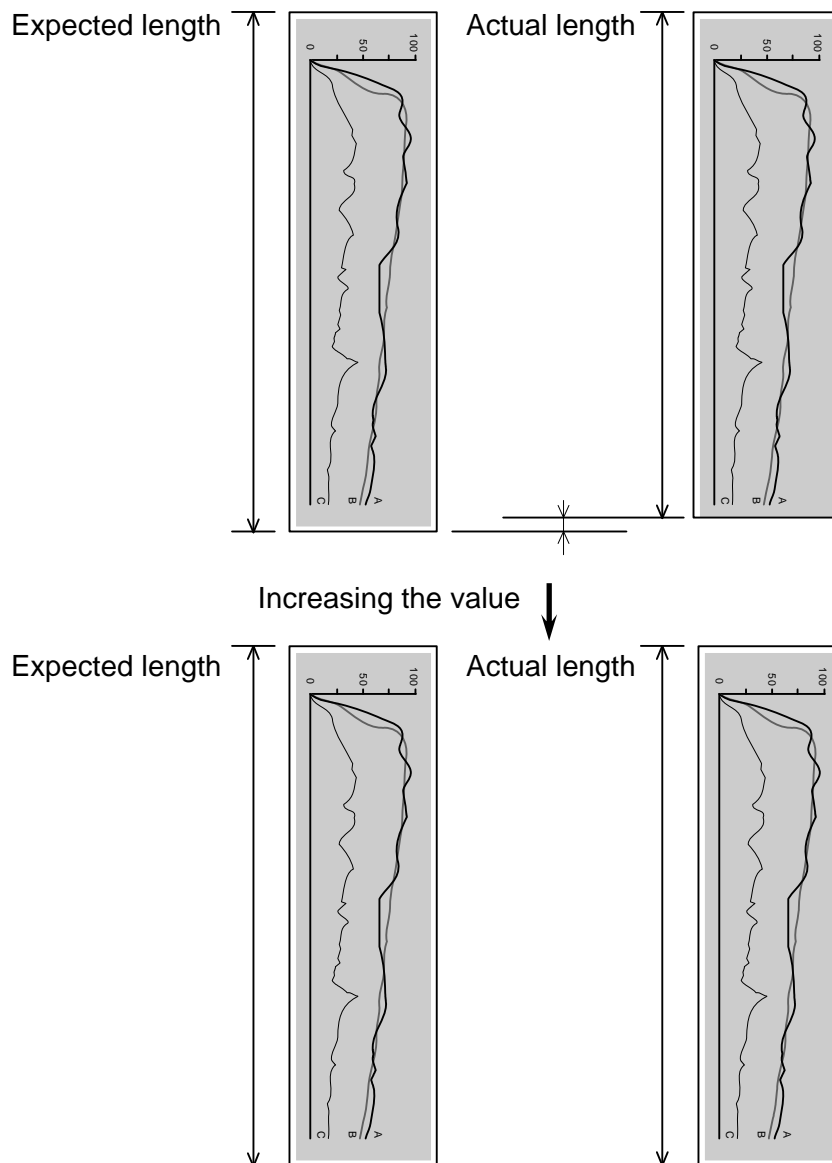 Expected length
Actual length
0 50 100
0 50 100
C B A
C B A
Increasing the value
Expected length
Actual length
0 50 100
0 50 100
C B A
C B A